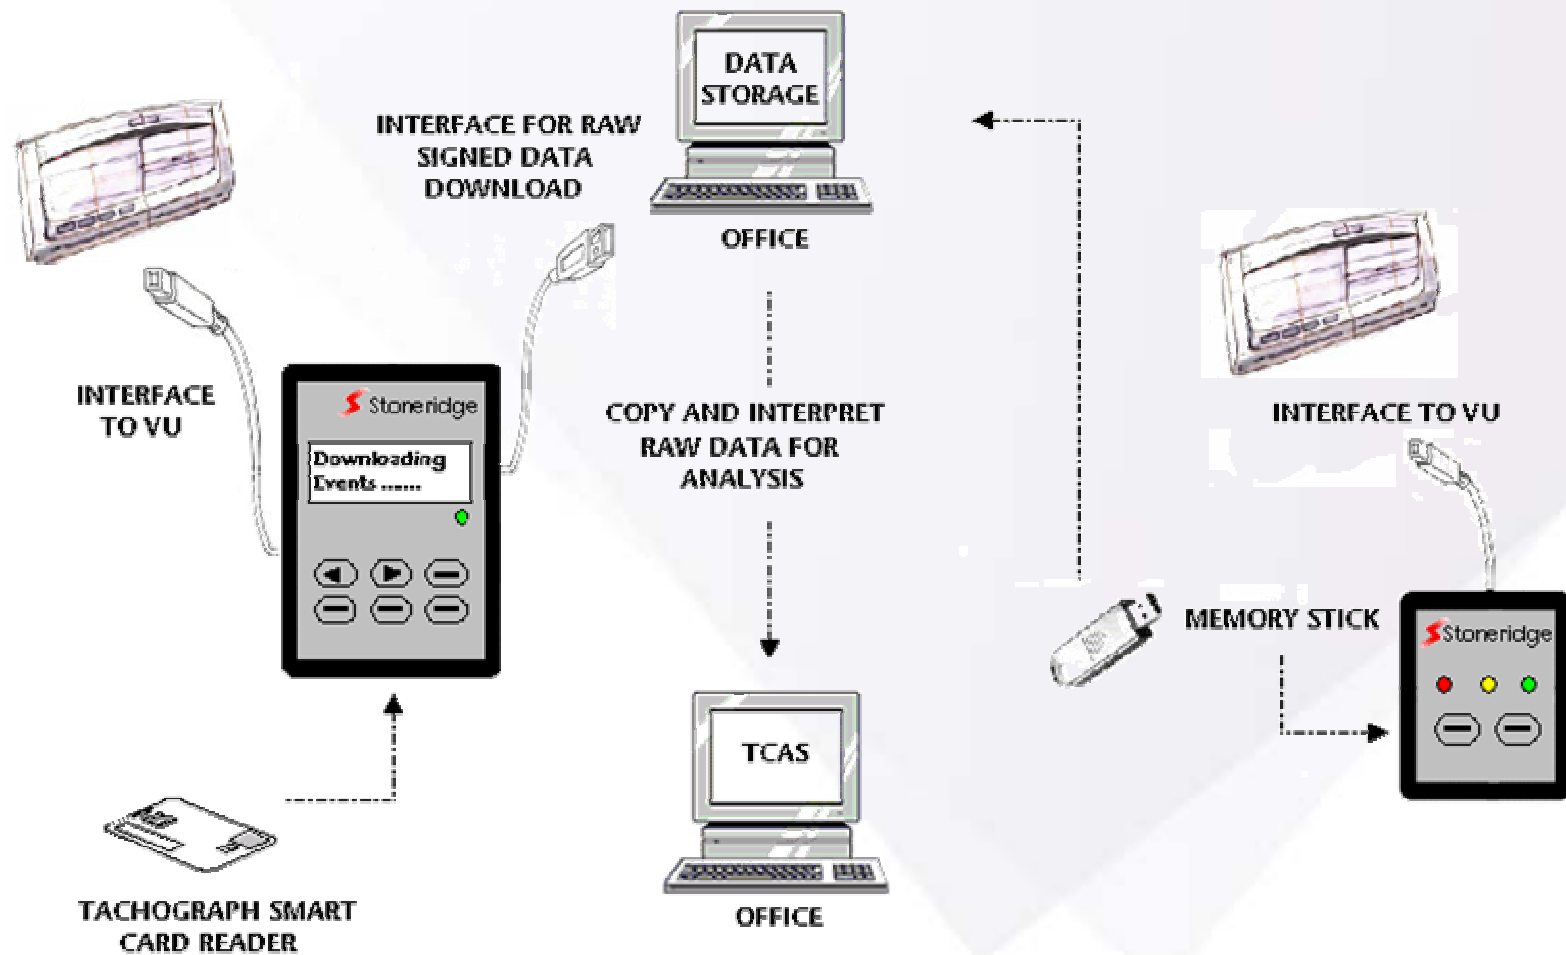 DATA
STORAGE
INTERFACE FOR RAW
SIGNED DATA
DOWNLOAD
OFFICE
INTERFACE
TO VU
Stoneridge
Downloading
Events .......
COPY AND INTERPRET
RAW DATA FOR
ANALYSIS
INTERFACE TO VU
MEMORY STICK
Stoneridge
TCAS
OFFICE
TACHOGRAPH SMART
CARD READER